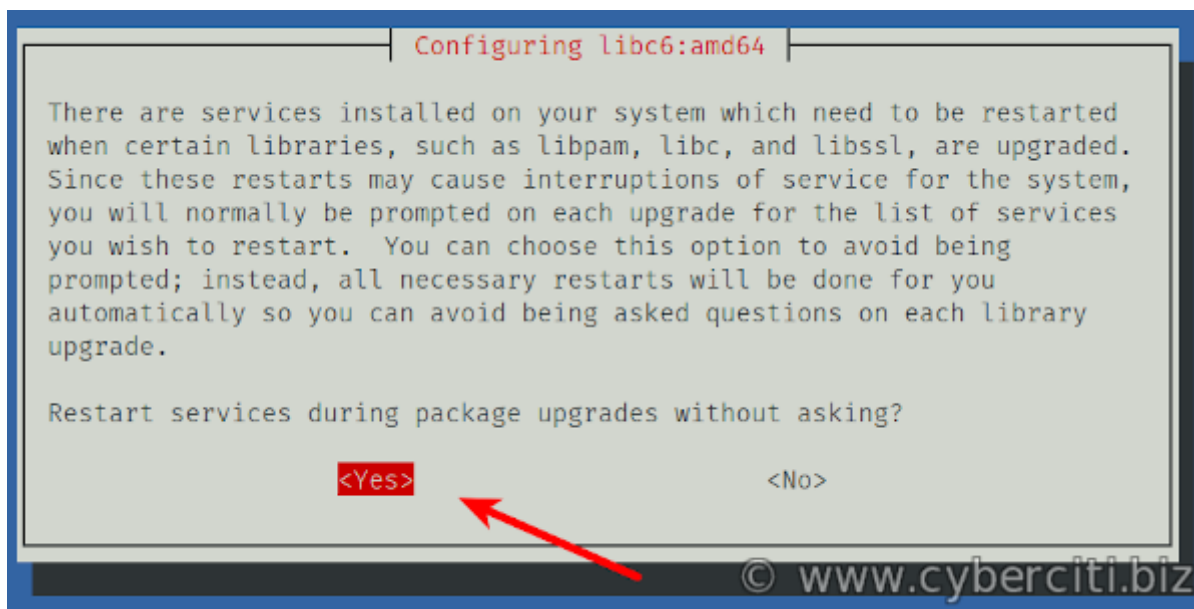 Configuring libc6:amd64
There are services installed on your system which need to be restarted
when certain libraries, such as libpam, libc, and libssl, are upgraded.
Since these restarts may cause interruptions of service for the system,
you will normally be prompted on each upgrade for the list of services
you wish to restart.  You can choose this option to avoid being
prompted; instead, all necessary restarts will be done for you
automatically so you can avoid being asked questions on each library
upgrade.
Restart services during package upgrades without asking?
<Yes> <No>
© www.cyberciti.biz